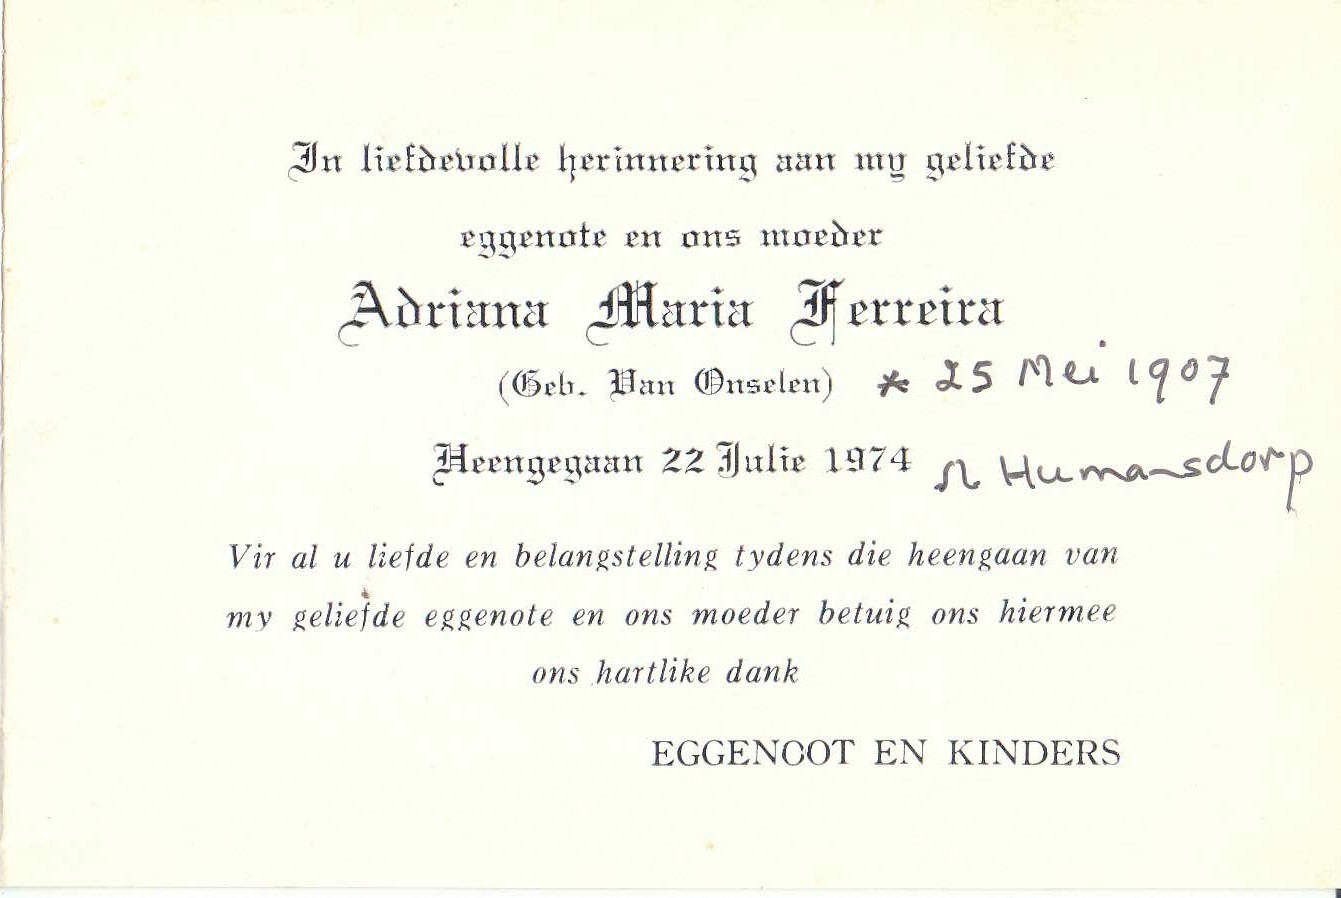 In liefdevolle herinnering aan my geliefde
eggenote en ons moeder
Adriana Maria Ferreira
(Geb. Van Onselen) * 25 Mei 1907
Heengegaan 22 Julie 1974 Ω Humansdorp
Vir al u liefde en belangstelling tydens die heengaan van
my geliefde eggenote en ons moeder betuig ons hiermee
ons hartlike dank
EGGENOOT EN KINDERS